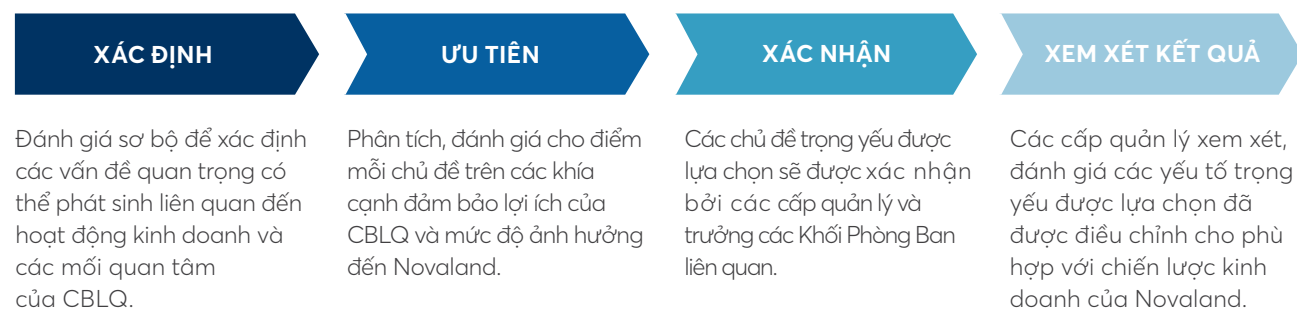 XÁC ĐỊNH
Đánh giá sơ bộ để xác định
các vấn đề quan trọng có
thể phát sinh liên quan đến
hoạt động kinh doanh và
các mối quan tâm
của CBLQ.
ƯU TIÊN
Phân tích, đánh giá cho điểm
mỗi chủ đề trên các khía
cạnh đảm bảo lợi ích của
CBLQ và mức độ ảnh hưởng
đến Novaland.
XÁC NHẬN
Các chủ đề trọng yếu được
lựa chọn sẽ được xác nhận
bởi các cấp quản lý và
trưởng các Khối Phòng Ban
liên quan.
XEM XÉT KẾT QUẢ
Các cấp quản lý xem xét,
đánh giá các yếu tố trọng
yếu được lựa chọn đã
được điều chỉnh cho phù
hợp với chiến lược kinh
doanh của Novaland.